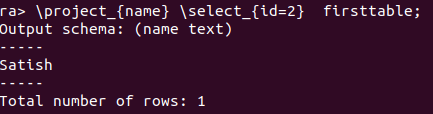 ra> \project_{name} \select_{id=2}  firsttable;
Output schema: (name text)
-----
Satish
-----
Total number of rows: 1